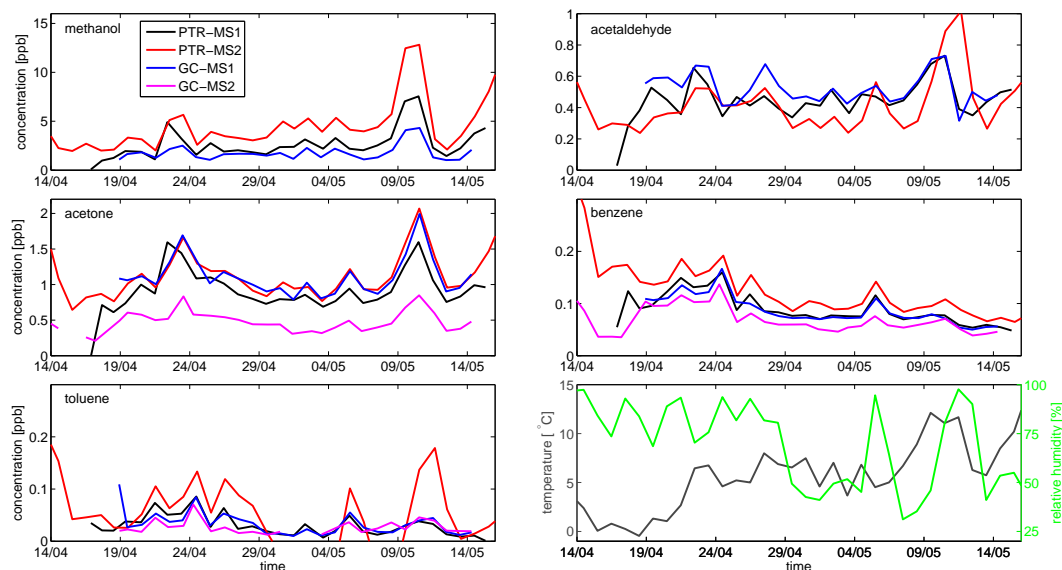 methanol
PTR−MS1
PTR−MS2
GC−MS1
GC−MS2
concentration [ppb]
15
10
5
0
14/04 19/04 24/04 29/04 04/05 09/05 14/05
acetaldehyde
1
0.8
0.6
0.4
0.2
0
14/04 19/04 24/04 29/04 04/05 09/05 14/05
acetone
concentration [ppb]
2
1.5
1
0.5
0
14/04 19/04 24/04 29/04 04/05 09/05 14/05
benzene
0.2
0.1
0
14/04 19/04 24/04 29/04 04/05 09/05 14/05
toluene
concentration [ppb]
0.2
0.1
0
14/04 19/04 24/04 29/04 04/05 09/05 14/05
time
temperature [ °C]
15
10
5
0
100
75
50
25
relative humidity [%]
14/04 19/04 24/04 29/04 04/05 09/05 14/05
time